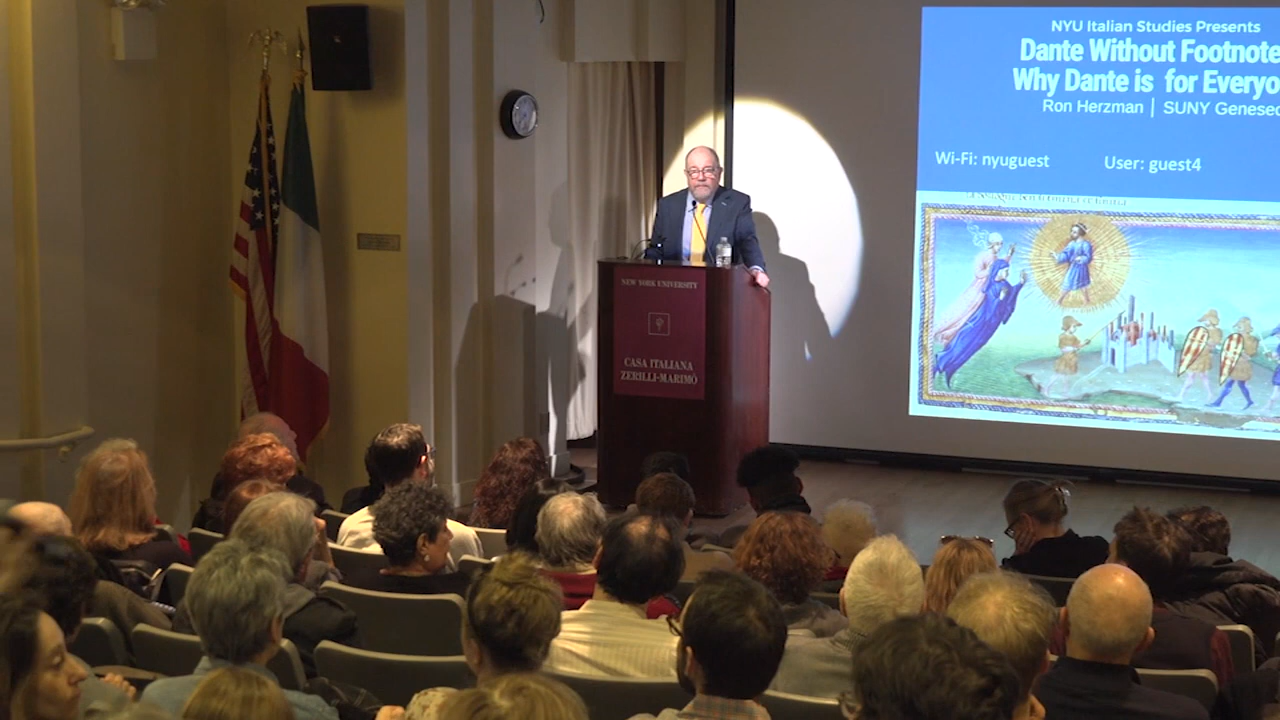 NYU Italian Studies Presents
Dante Without Footnote
Why Dante is for Everyo
Ron Herzman | SUNY Genese
Wi-Fi: nyuguest
User: guest4
NEW YORK UNIVERSITY
CASA ITALIANA
ZERILLI-MARIMÒ